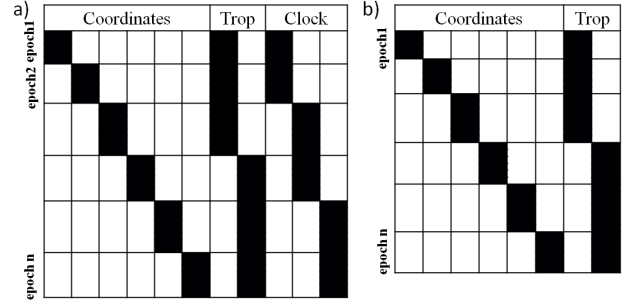 a)
Coordinates Trop Clock
epoch1
epoch2
epoch n
b)
Coordinates Trop
epoch1
epoch n